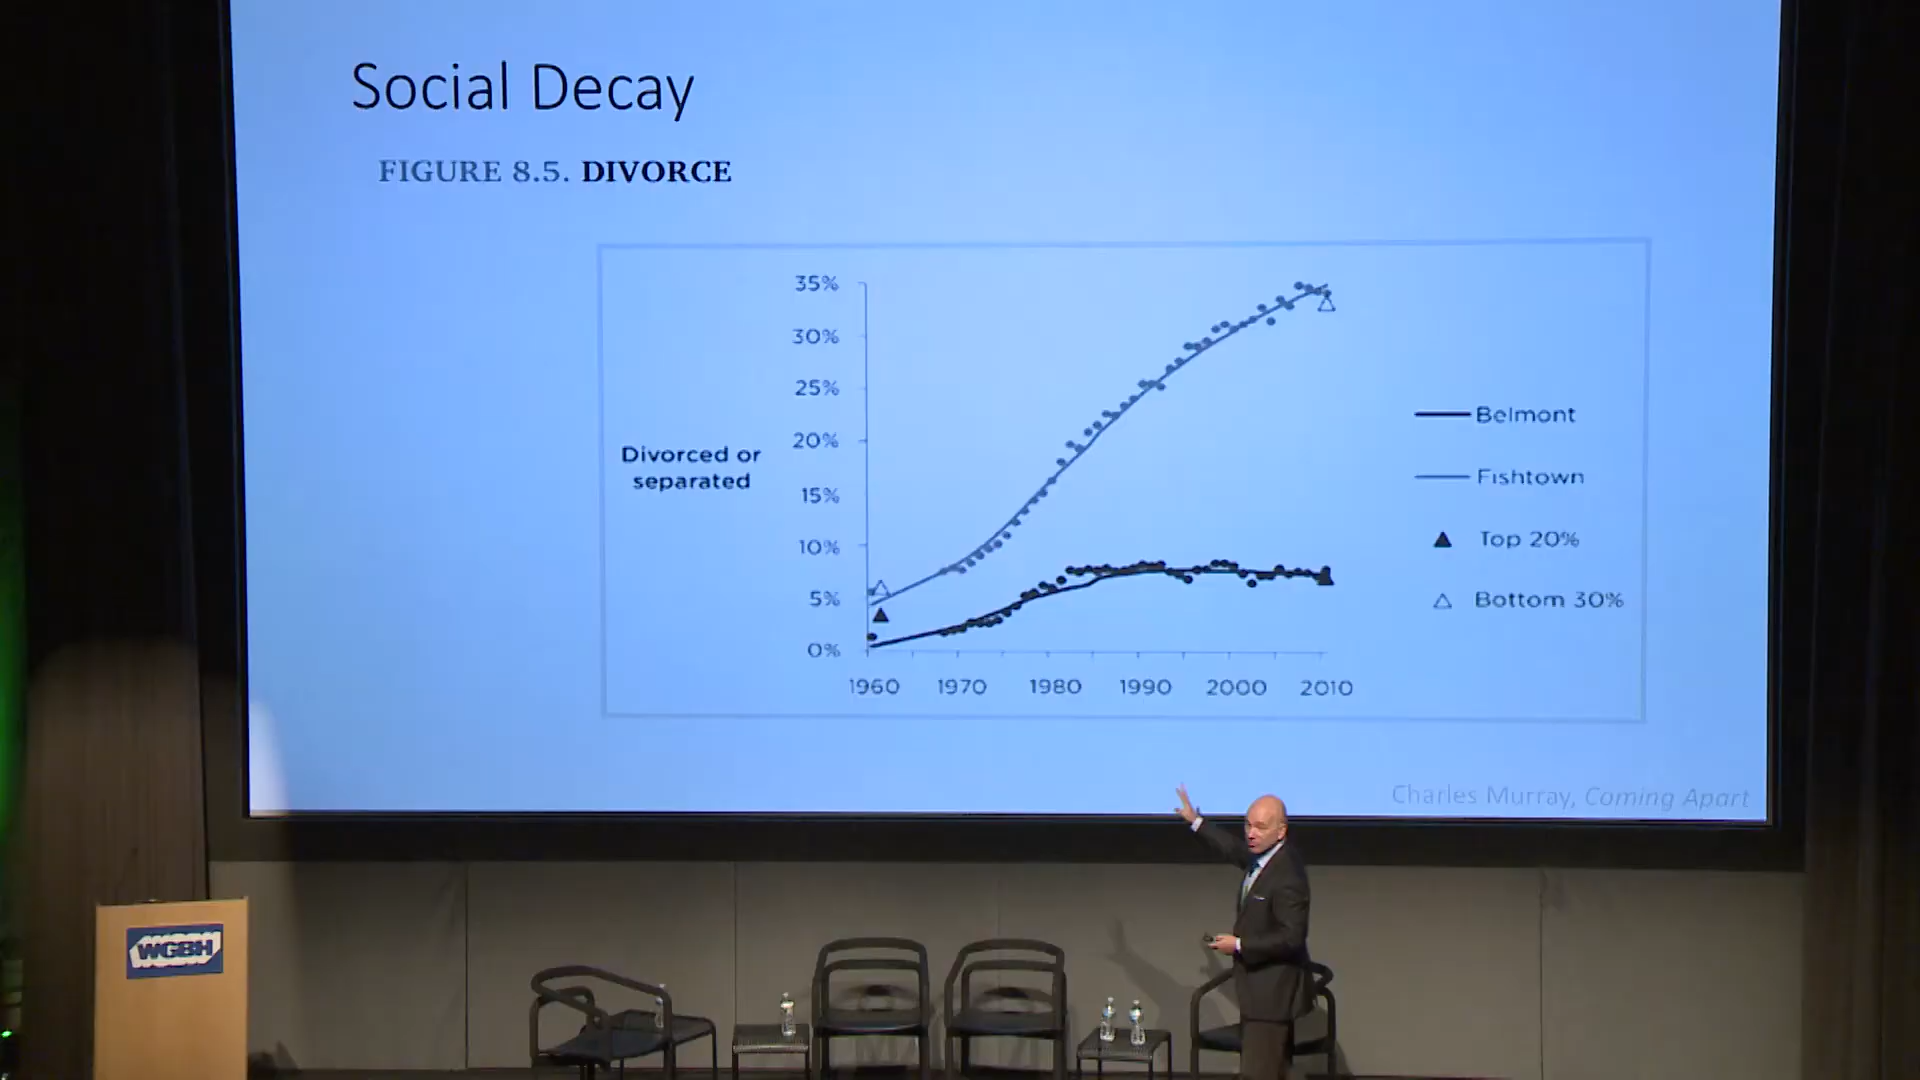 Social Decay
FIGURE 8.5. DIVORCE
35%
30%
25%
20%
15%
10%
5%
0%
Divorced or
separated
1960 1970 1980 1990 2000 2010
Belmont
Fishtown
Top 20%
Bottom 30%
Charles Murray, Coming Apart
WGBH